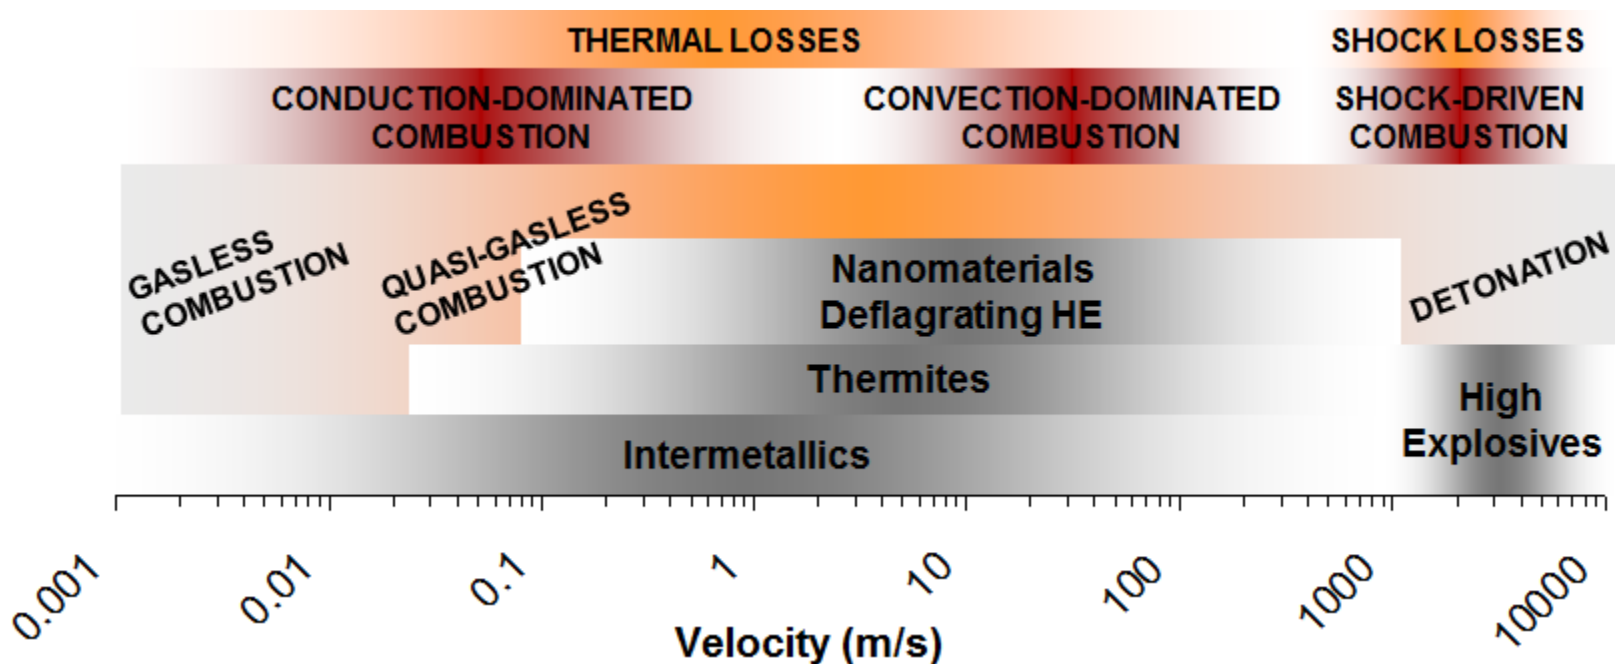 THERMAL LOSSES
SHOCK LOSSES
CONDUCTION-DOMINATED
COMBUSTION
CONVECTION-DOMINATED
COMBUSTION
SHOCK-DRIVEN
COMBUSTION
GASLESS
COMBUSTION
QUASI-GASLESS
COMBUSTION
Nanomaterials
Deflagrating HE
DETONATION
Thermites
High
Explosives
Intermetallics
0.001
0.01
0.1
1
10
100
1000
10000
Velocity (m/s)